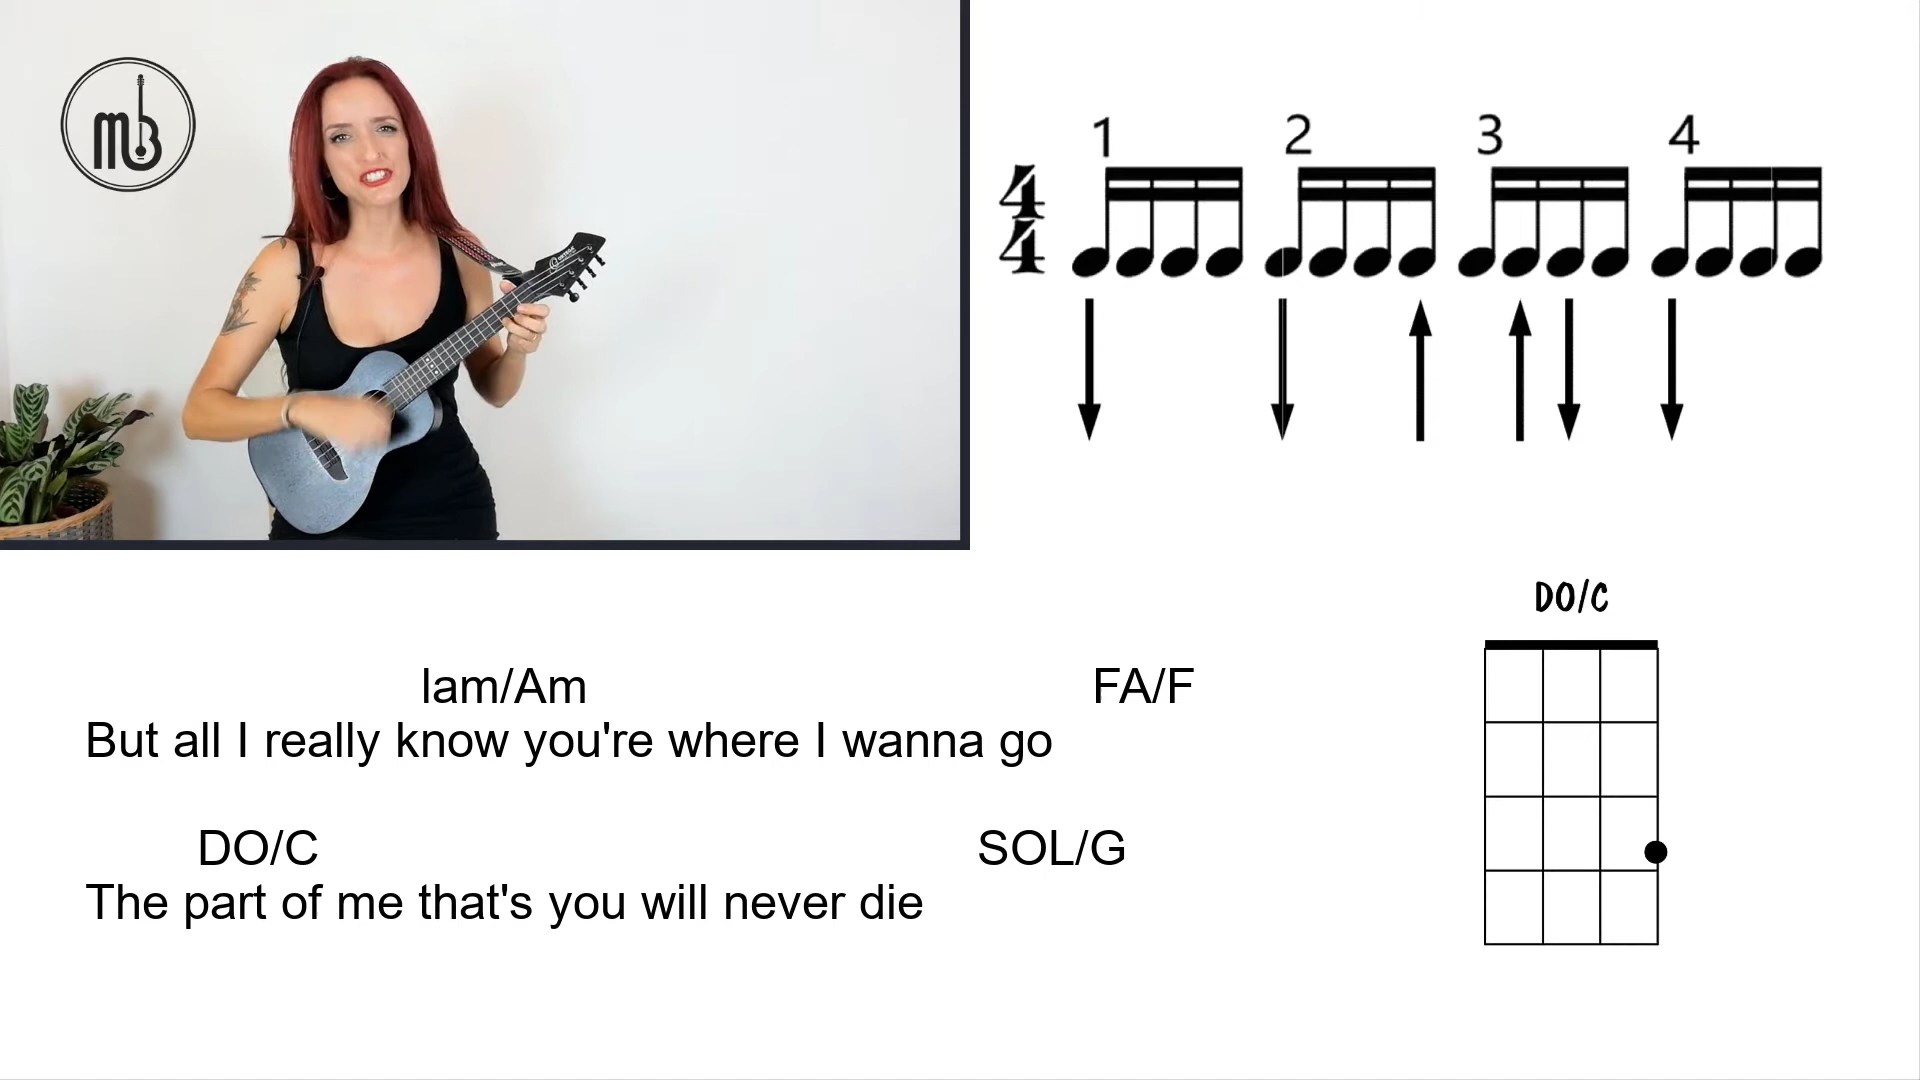 mb
1 2 3 4
4
4
DO/C
lam/Am FA/F
But all I really know you're where I wanna go
DO/C SOL/G
The part of me that's you will never die